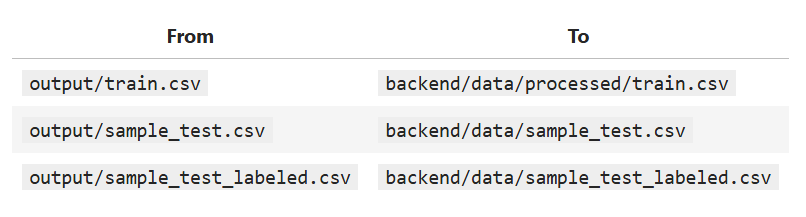 From To
output/train.csv backend/data/processed/train.csv
output/sample_test.csv backend/data/sample_test.csv
output/sample_test_labeled.csv backend/data/sample_test_labeled.csv